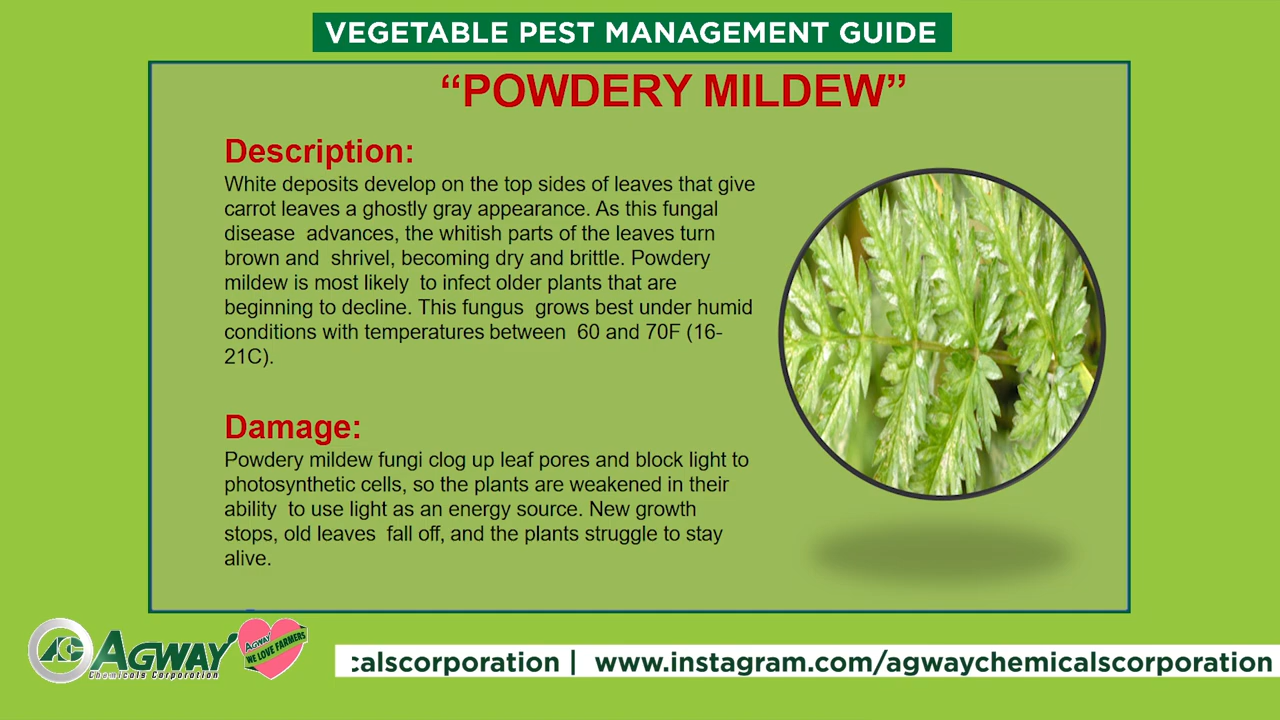 VEGETABLE PEST MANAGEMENT GUIDE
“POWDERY MILDEW”
Description:
White deposits develop on the top sides of leaves that give
carrot leaves a ghostly gray appearance. As this fungal
disease advances, the whitish parts of the leaves turn
brown and shrivel, becoming dry and brittle. Powdery
mildew is most likely to infect older plants that are
beginning to decline. This fungus grows best under humid
conditions with temperatures between 60 and 70F (16-
21C).
Damage:
Powdery mildew fungi clog up leaf pores and block light to
photosynthetic cells, so the plants are weakened in their
ability to use light as an energy source. New growth
stops, old leaves fall off, and the plants struggle to stay
alive.
AC AGWAY
Chemicals Corporation
AGWAY
WE LOVE FARMERS
calscorporation | www.instagram.com/agwaychemicalscorporation